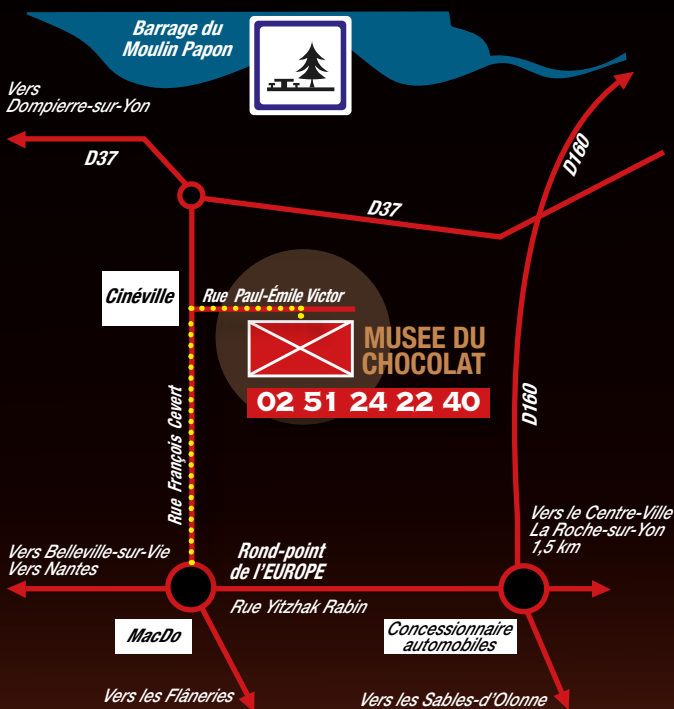 Barrage du
Moulin Papon
Vers
Dompierre-sur-Yon
D37
D160
D37
Cinéville
Rue Paul-Émile Victor
MUSEE DU
CHOCOLAT
02 51 24 22 40
D160
Rue François Cevert
Vers le Centre-Ville
La Roche-sur-Yon
1,5 km
Vers Belleville-sur-Vie
Vers Nantes
Rond-point
de l'EUROPE
Rue Yitzhak Rabin
MacDo
Concessionnaire
automobiles
Vers les Flâneries
Vers les Sables-d'Olonne